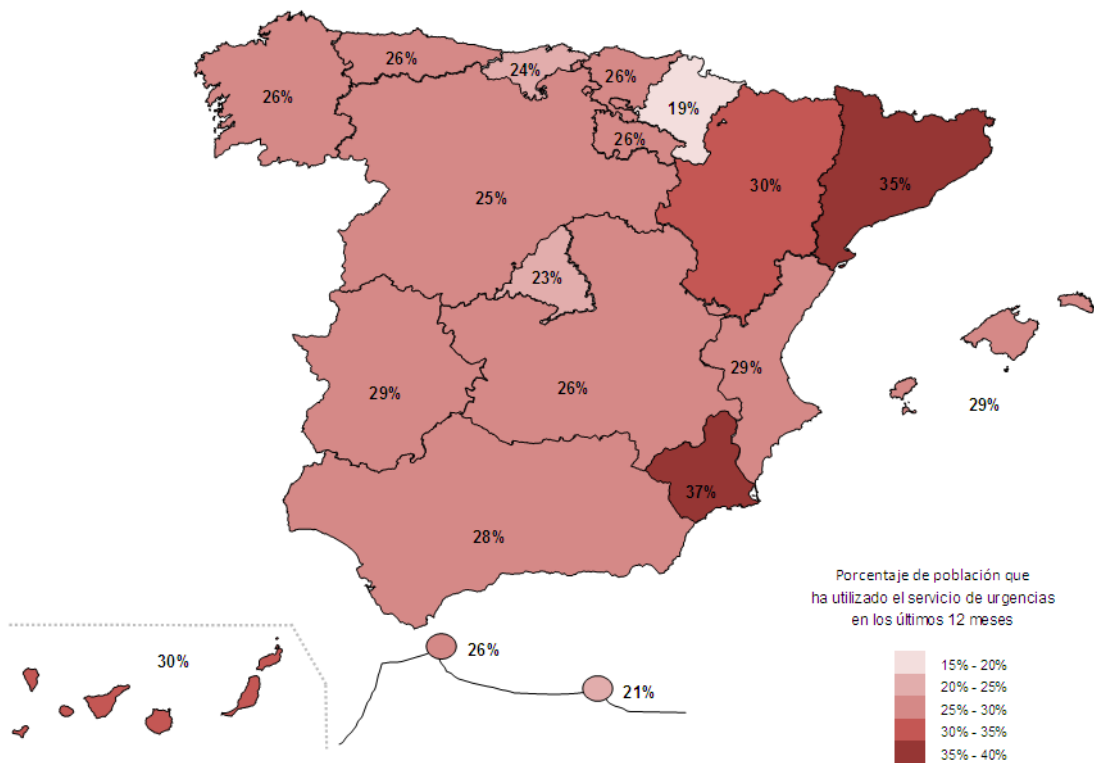 26%
24%
26%
26%
19%
26%
25%
30%
35%
23%
29%
29%
26%
29%
37%
28%
30%
26%
21%
Porcentaje de población que
ha utilizado el servicio de urgencias
en los últimos 12 meses
15% - 20%
20% - 25%
25% - 30%
30% - 35%
35% - 40%